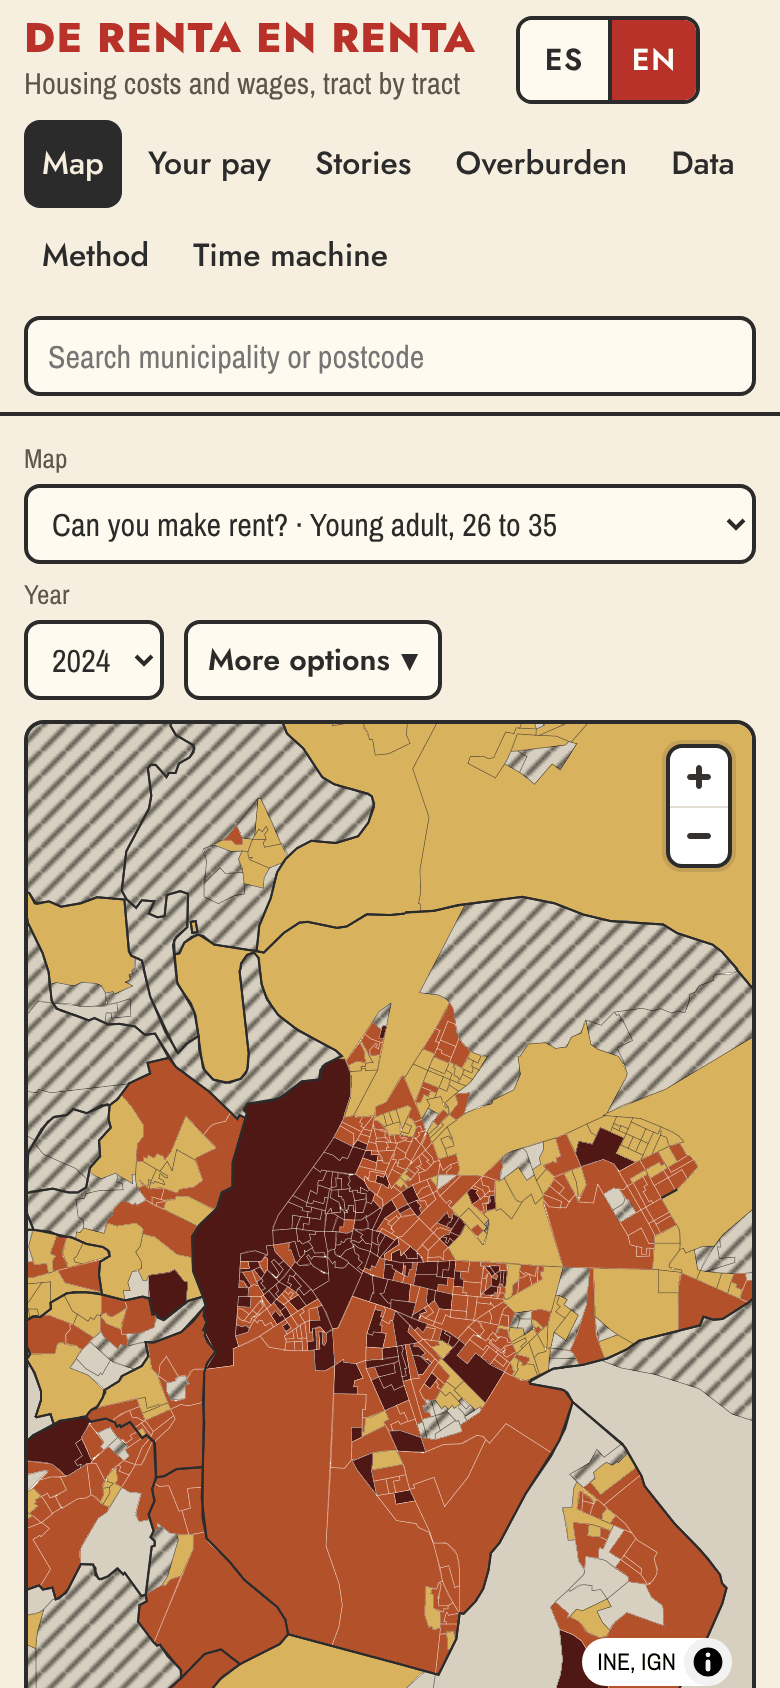 DE RENTA EN RENTA
Housing costs and wages, tract by tract
ES EN
Map Your pay Stories Overburden Data
Method Time machine
Search municipality or postcode
Map
Can you make rent? · Young adult, 26 to 35
Year
2024 More options ▼
+
−
INE, IGN